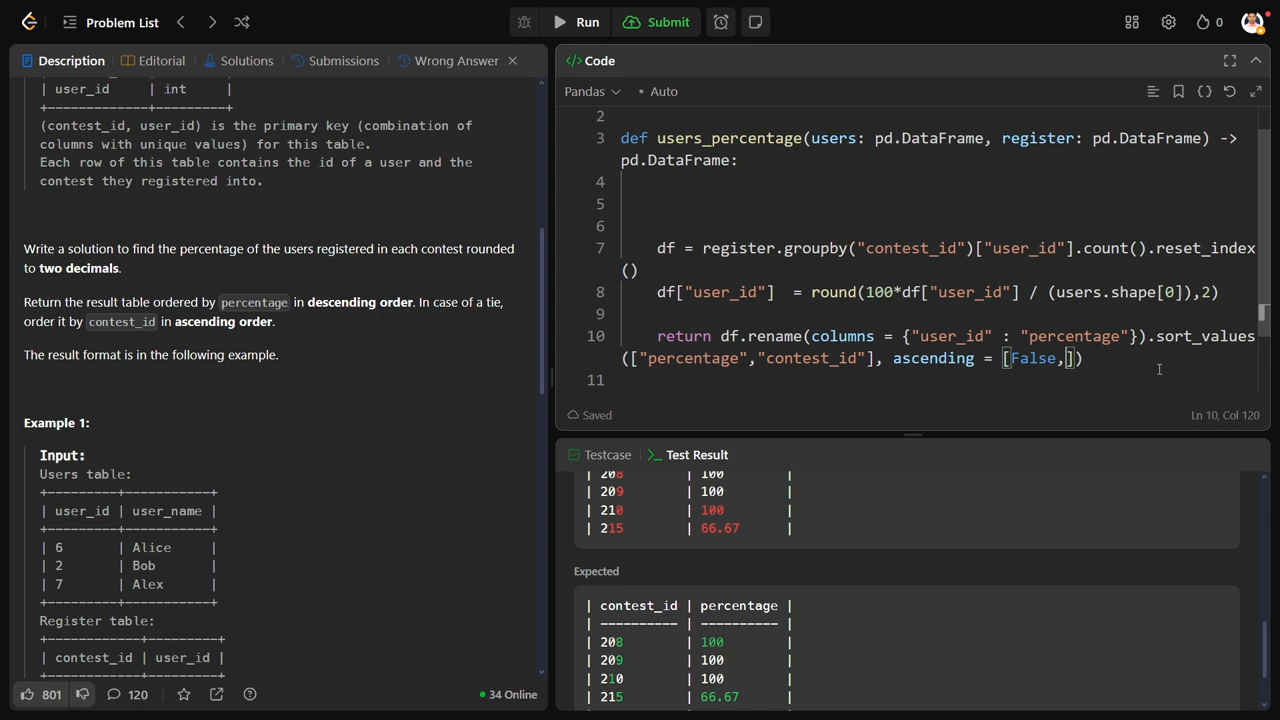 Problem List
Run
Submit
0
Description
Editorial
Solutions
Submissions
Wrong Answer
| user_id | int |
+-------------+---------+
(contest_id, user_id) is the primary key (combination of
columns with unique values) for this table.
Each row of this table contains the id of a user and the
contest they registered into.
Write a solution to find the percentage of the users registered in each contest rounded
to two decimals.
Return the result table ordered by percentage in descending order. In case of a tie,
order it by contest_id in ascending order.
The result format is in the following example.
Example 1:
Input:
Users table:
+---------+-----------+
| user_id | user_name |
+---------+-----------+
| 6 | Alice |
| 2 | Bob |
| 7 | Alex |
+---------+-----------+
Register table:
+------------+---------+
| contest_id | user_id |
+------------+---------+
801
120
34 Online
</> Code
Pandas
Auto
2
3 def users_percentage(users: pd.DataFrame, register: pd.DataFrame) ->
pd.DataFrame:
4
5
6
7 df = register.groupby("contest_id")["user_id"].count().reset_index
()
8 df["user_id"] = round(100*df["user_id"] / (users.shape[0]),2)
9
10 return df.rename(columns = {"user_id" : "percentage"}).sort_values
(["percentage","contest_id"], ascending = [False,])
11
Saved
Ln 10, Col 120
Testcase
Test Result
| 208 | 100 |
| 209 | 100 |
| 210 | 100 |
| 215 | 66.67 |
Expected
| contest_id | percentage |
| ---------- | ---------- |
| 208 | 100 |
| 209 | 100 |
| 210 | 100 |
| 215 | 66.67 |